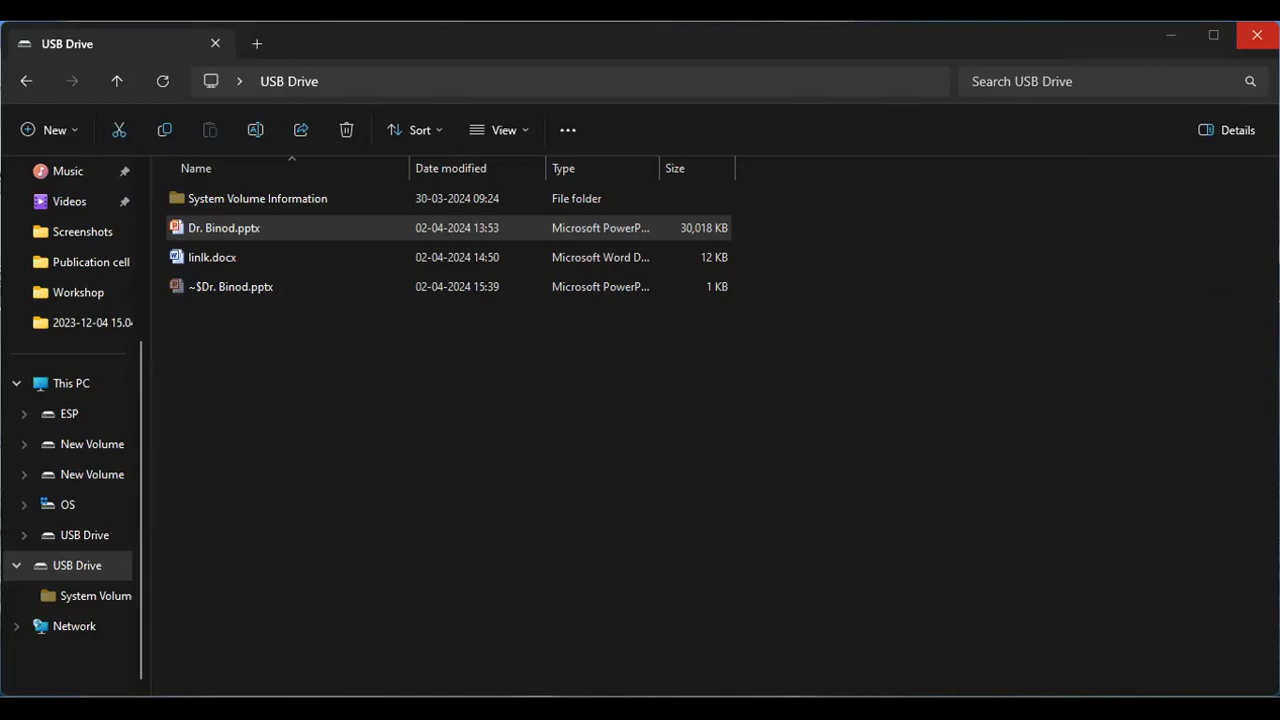 USB Drive
USB Drive
Search USB Drive
New
Sort
View
Details
Name
Date modified
Type
Size
System Volume Information 30-03-2024 09:24 File folder
Dr. Binod.pptx 02-04-2024 13:53 Microsoft PowerP... 30,018 KB
linlk.docx 02-04-2024 14:50 Microsoft Word D... 12 KB
~$Dr. Binod.pptx 02-04-2024 15:39 Microsoft PowerP... 1 KB
Music
Videos
Screenshots
Publication cell
Workshop
2023-12-04 15.04
This PC
ESP
New Volume
New Volume
OS
USB Drive
USB Drive
System Volum
Network